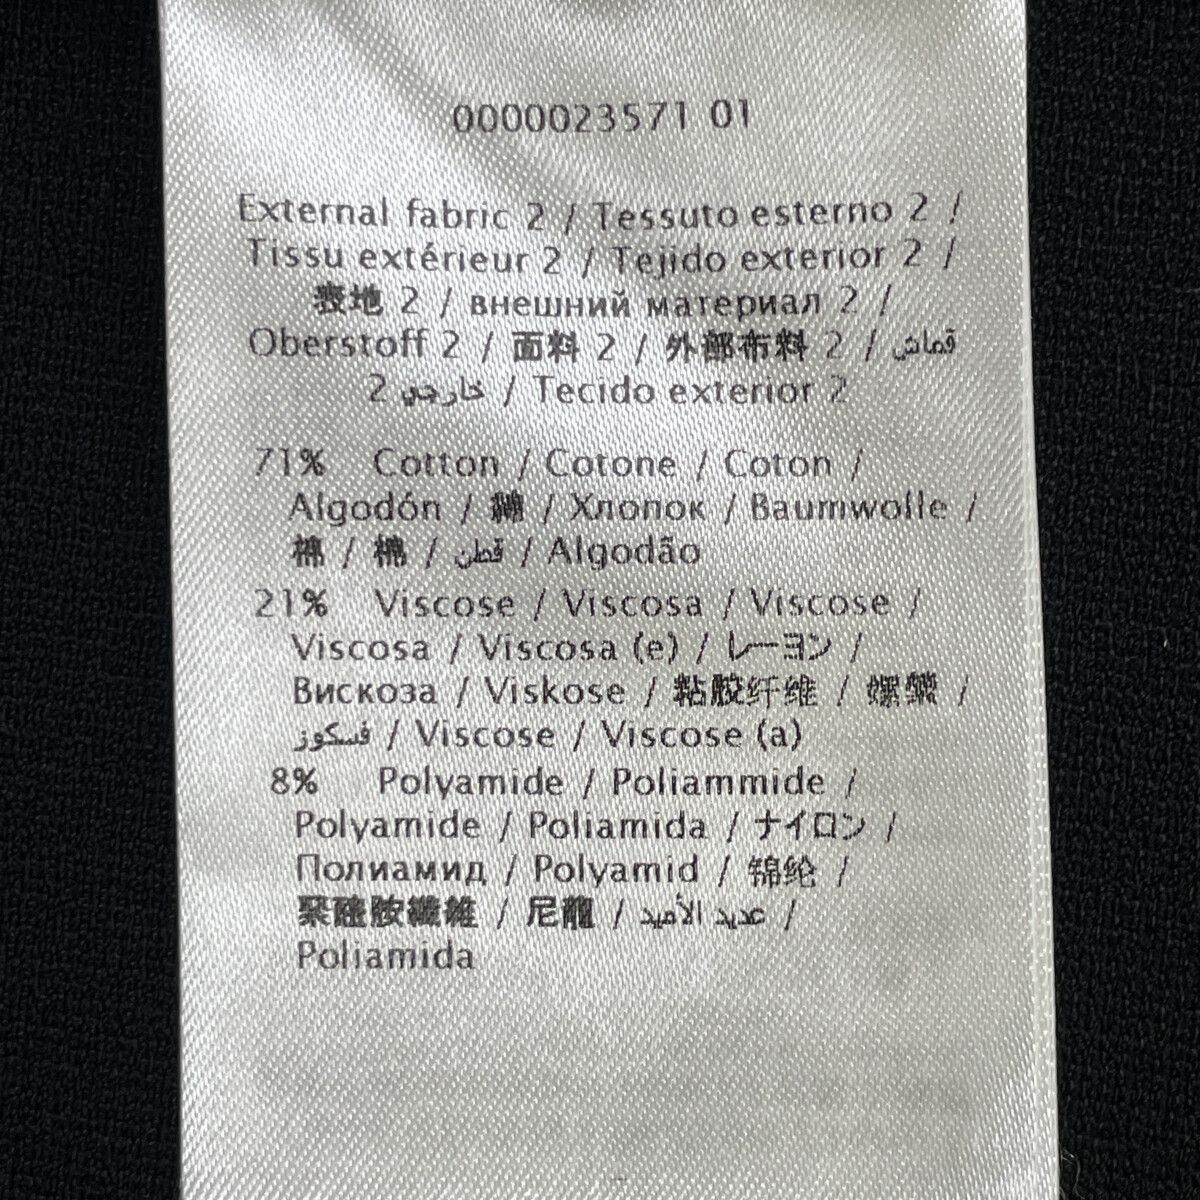 0000023571 01
External fabric 2 / Tessuto esterno 2 /
Tissu extérieur 2 / Tejido exterior 2 /
表地 2 / внешний материал 2 /
Oberstoff 2 / 面料 2 / 外部布料 2 / قماش
خارجي 2 / Tecido exterior 2
71% Cotton / Cotone / Coton /
Algodón / 綿 / Хлопок / Baumwolle /
棉 / 棉 / قطن / Algodão
21% Viscose / Viscosa / Viscose /
Viscosa / Viscosa (e) / レーヨン /
Вискоза / Viskose / 粘胶纤维 / 嫘縈 /
فسكوز / Viscose / Viscose (a)
8% Polyamide / Poliammide /
Polyamide / Poliamida / ナイロン /
Полиамид / Polyamid / 锦纶 /
聚醯胺纖維 / 尼龍 / عديد الأميد /
Poliamida